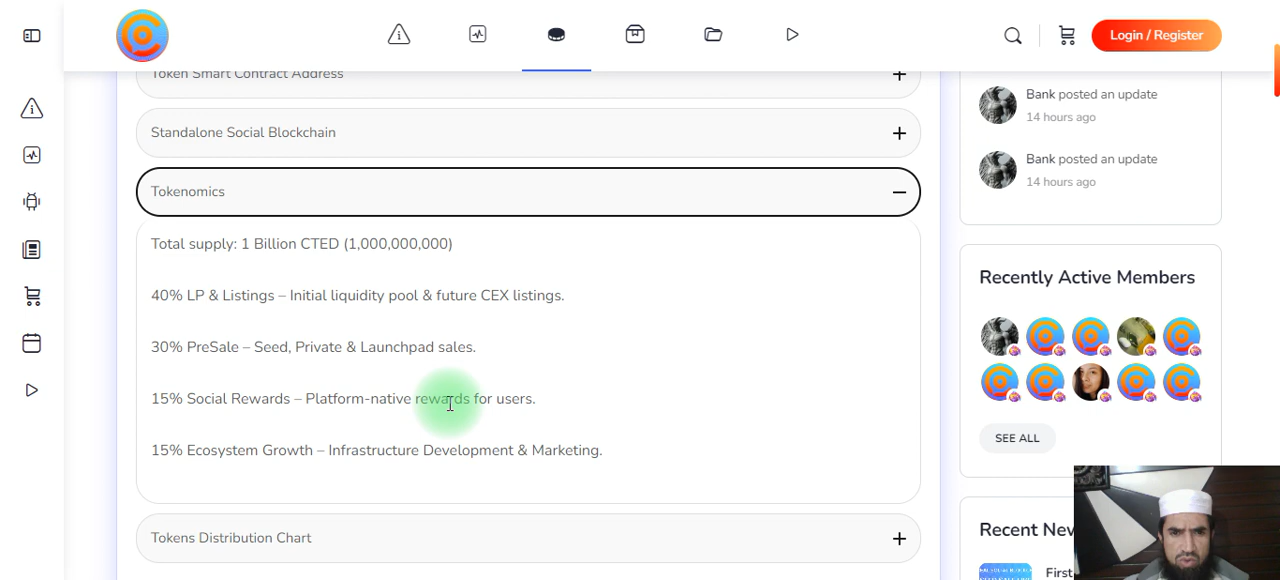 Login / Register
Token Smart Contract Address
Standalone Social Blockchain
Tokenomics
Total supply: 1 Billion CTED (1,000,000,000)
40% LP & Listings – Initial liquidity pool & future CEX listings.
30% PreSale – Seed, Private & Launchpad sales.
15% Social Rewards – Platform-native rewards for users.
15% Ecosystem Growth – Infrastructure Development & Marketing.
Tokens Distribution Chart
Bank posted an update
14 hours ago
Bank posted an update
14 hours ago
Recently Active Members
SEE ALL
Recent
First